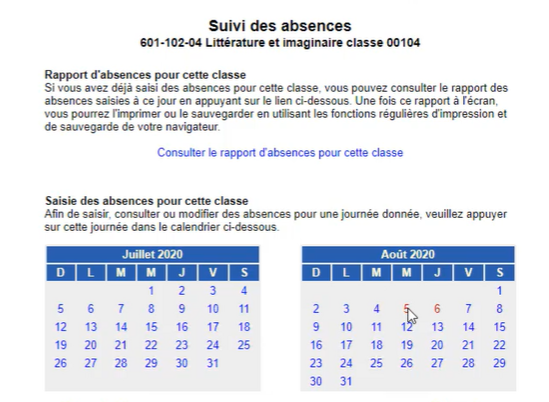 Suivi des absences
601-102-04 Littérature et imaginaire classe 00104
Rapport d'absences pour cette classe
Si vous avez déjà saisi des absences pour cette classe, vous pouvez consulter le rapport des
absences saisies à ce jour en appuyant sur le lien ci-dessous. Une fois ce rapport à l'écran,
vous pourrez l'imprimer ou le sauvegarder en utilisant les fonctions régulières d'impression et
de sauvegarde de votre navigateur.
Consulter le rapport d'absences pour cette classe
Saisie des absences pour cette classe
Afin de saisir, consulter ou modifier des absences pour une journée donnée, veuillez appuyer
sur cette journée dans le calendrier ci-dessous.
Juillet 2020
D L M M J V S
1 2 3 4
5 6 7 8 9 10 11
12 13 14 15 16 17 18
19 20 21 22 23 24 25
26 27 28 29 30 31
Août 2020
D L M M J V S
1
2 3 4 5 6 7 8
9 10 11 12 13 14 15
16 17 18 19 20 21 22
23 24 25 26 27 28 29
30 31